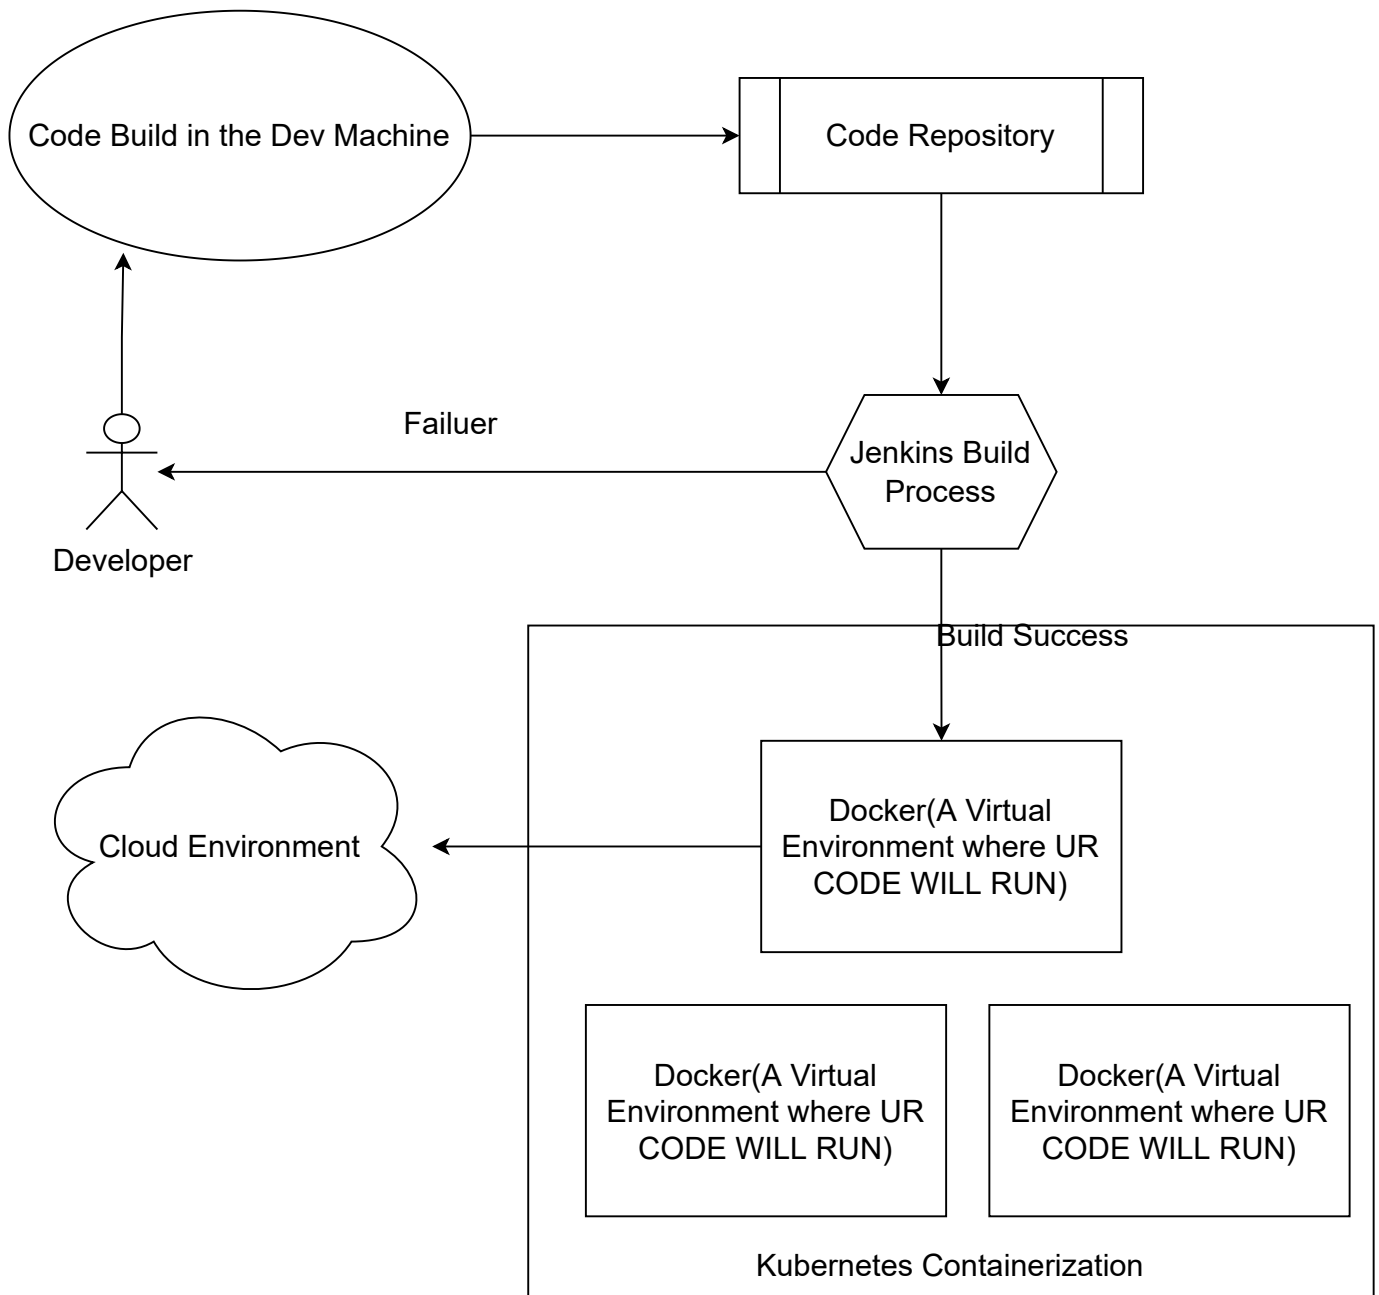 Code Build in the Dev Machine
Code Repository
Failuer
Jenkins Build
Process
Developer
Build Success
Cloud Environment
Docker(A Virtual
Environment where UR
CODE WILL RUN)
Docker(A Virtual
Environment where UR
CODE WILL RUN)
Docker(A Virtual
Environment where UR
CODE WILL RUN)
Kubernetes Containerization